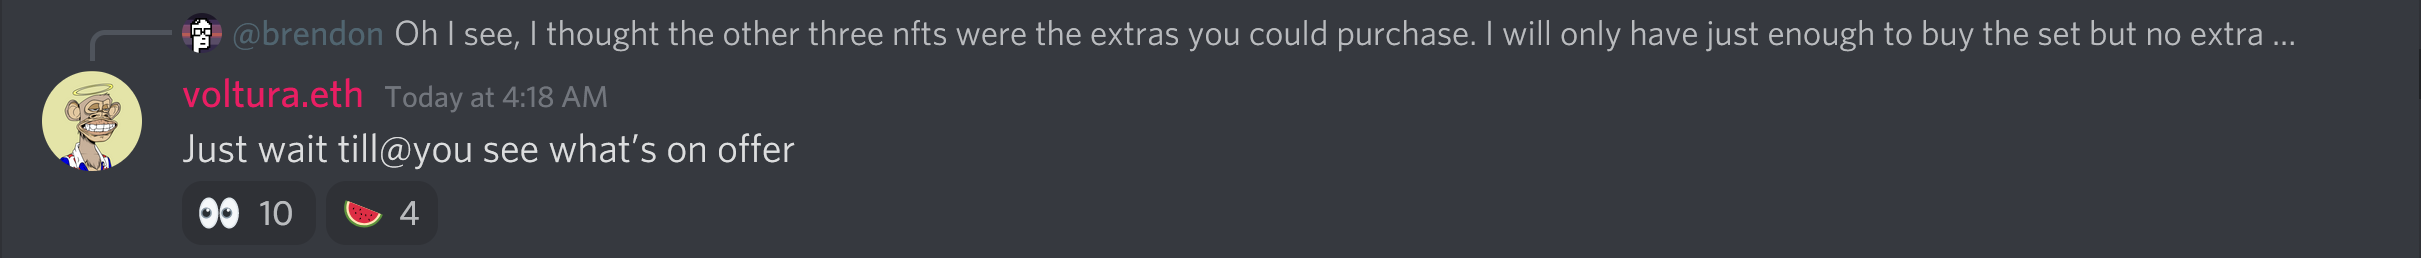 @brendon Oh I see, I thought the other three nfts were the extras you could purchase. I will only have just enough to buy the set but no extra ...
voltura.eth Today at 4:18 AM
Just wait till@you see what’s on offer
10 4